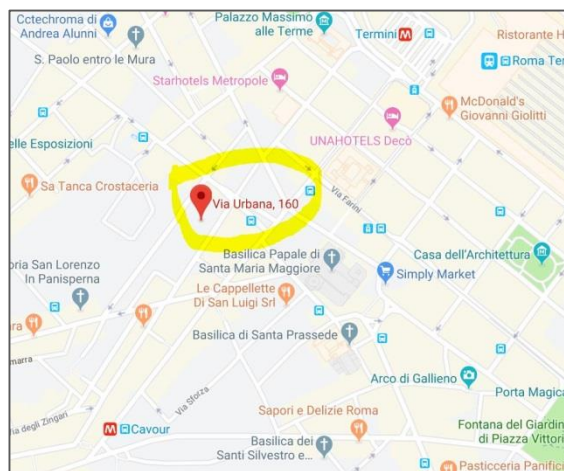 Cctechroma di
Andrea Alunni
Palazzo Massimo
alle Terme
Termini M
Ristorante H
S. Paolo entro le Mura
Roma Ter
Starhotels Metropole
McDonald's
Giovanni Giolitti
UNAHOTELS Decò
elle Esposizioni
Sa Tanca Crostaceria
Via Urbana, 160
Via Farini
Basilica Papale di
Santa Maria Maggiore
Casa dell'Architettura
Simply Market
oria San Lorenzo
In Panisperna
Le Cappellette
Di San Luigi Srl
Basilica di Santa Prassede
ara
marra
Via Sforza
Arco di Gallieno
Porta Magica
via degli Zingari
M Cavour
Sapori e Delizie Roma
Fontana del Giardin
di Piazza Vittori
Basilica dei
Santi Silvestro e...
Pasticceria Panific